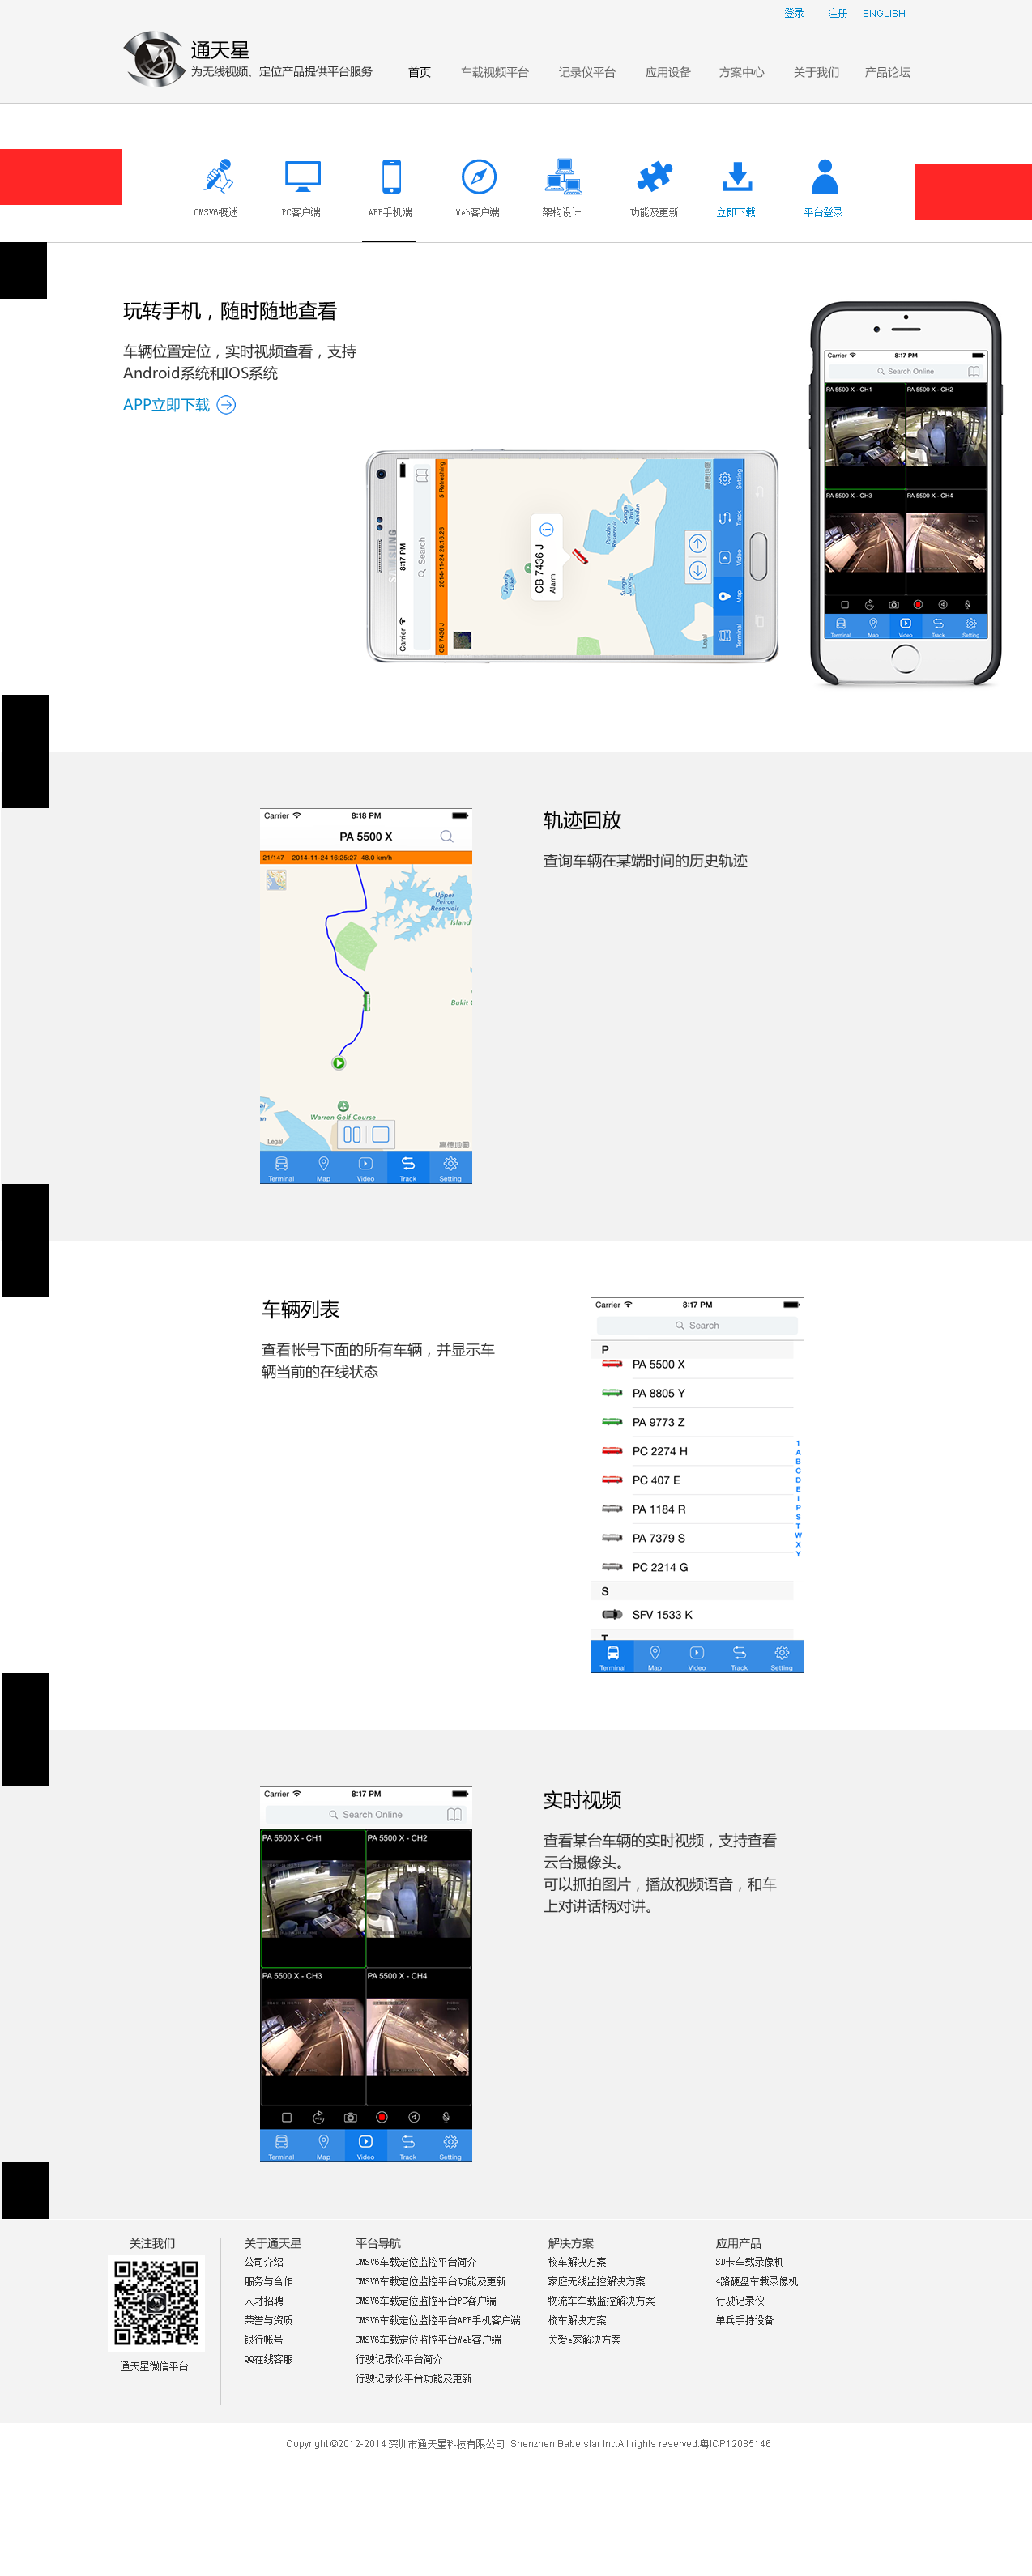 登录 | 注册 ENGLISH
通天星
为无线视频、定位产品提供平台服务
首页 车载视频平台 记录仪平台 应用设备 方案中心 关于我们 产品论坛
CMSV6概述 PC客户端 APP手机端 Web客户端 架构设计 功能及更新 立即下载 平台登录
玩转手机，随时随地查看
车辆位置定位，实时视频查看，支持
Android系统和IOS系统
APP立即下载
Carrier 8:17 PM
Search Online
PA 5500 X - CH1 PA 5500 X - CH2
PA 5500 X - CH3 PA 5500 X - CH4
Terminal Map Video Track Setting
SAMSUNG
Carrier 8:17 PM
Search
CB 7436 J 2014-11-24 20:16:26 5 Refreshing
CB 7436 J
Alarm
Jurong Lake
Pandan Reservoir
Legal
高德地圖
Terminal Map Video Track Setting
Carrier 8:18 PM
PA 5500 X
21/147 2014-11-24 16:25:27 48.0 km/h
Upper Peirce Reservoir
Island
Bukit
Warren Golf Course
Legal
高德地圖
Terminal Map Video Track Setting
轨迹回放
查询车辆在某端时间的历史轨迹
车辆列表
查看帐号下面的所有车辆，并显示车
辆当前的在线状态
Carrier 8:17 PM
Search
P
PA 5500 X
PA 8805 Y
PA 9773 Z
PC 2274 H
PC 407 E
PA 1184 R
PA 7379 S
PC 2214 G
S
SFV 1533 K
T
1
A
B
C
D
E
I
P
S
T
W
X
Y
Terminal Map Video Track Setting
Carrier 8:17 PM
Search Online
PA 5500 X - CH1 PA 5500 X - CH2
PA 5500 X - CH3 PA 5500 X - CH4
Terminal Map Video Track Setting
实时视频
查看某台车辆的实时视频，支持查看
云台摄像头。
可以抓拍图片，播放视频语音，和车
上对讲话柄对讲。
关注我们
通天星微信平台
关于通天星
公司介绍
服务与合作
人才招聘
荣誉与资质
银行帐号
QQ在线客服
平台导航
CMSV6车载定位监控平台简介
CMSV6车载定位监控平台功能及更新
CMSV6车载定位监控平台PC客户端
CMSV6车载定位监控平台APP手机客户端
CMSV6车载定位监控平台Web客户端
行驶记录仪平台简介
行驶记录仪平台功能及更新
解决方案
校车解决方案
家庭无线监控解决方案
物流车车载监控解决方案
校车解决方案
关爱e家解决方案
应用产品
SD卡车载录像机
4路硬盘车载录像机
行驶记录仪
单兵手持设备
Copyright ©2012-2014 深圳市通天星科技有限公司 Shenzhen Babelstar Inc.All rights reserved.粤ICP12085146